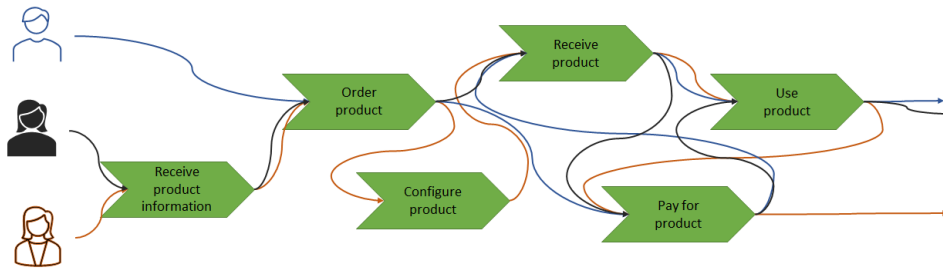 Receive
product
Order
product
Use
product
Receive
product
information
Configure
product
Pay for
product